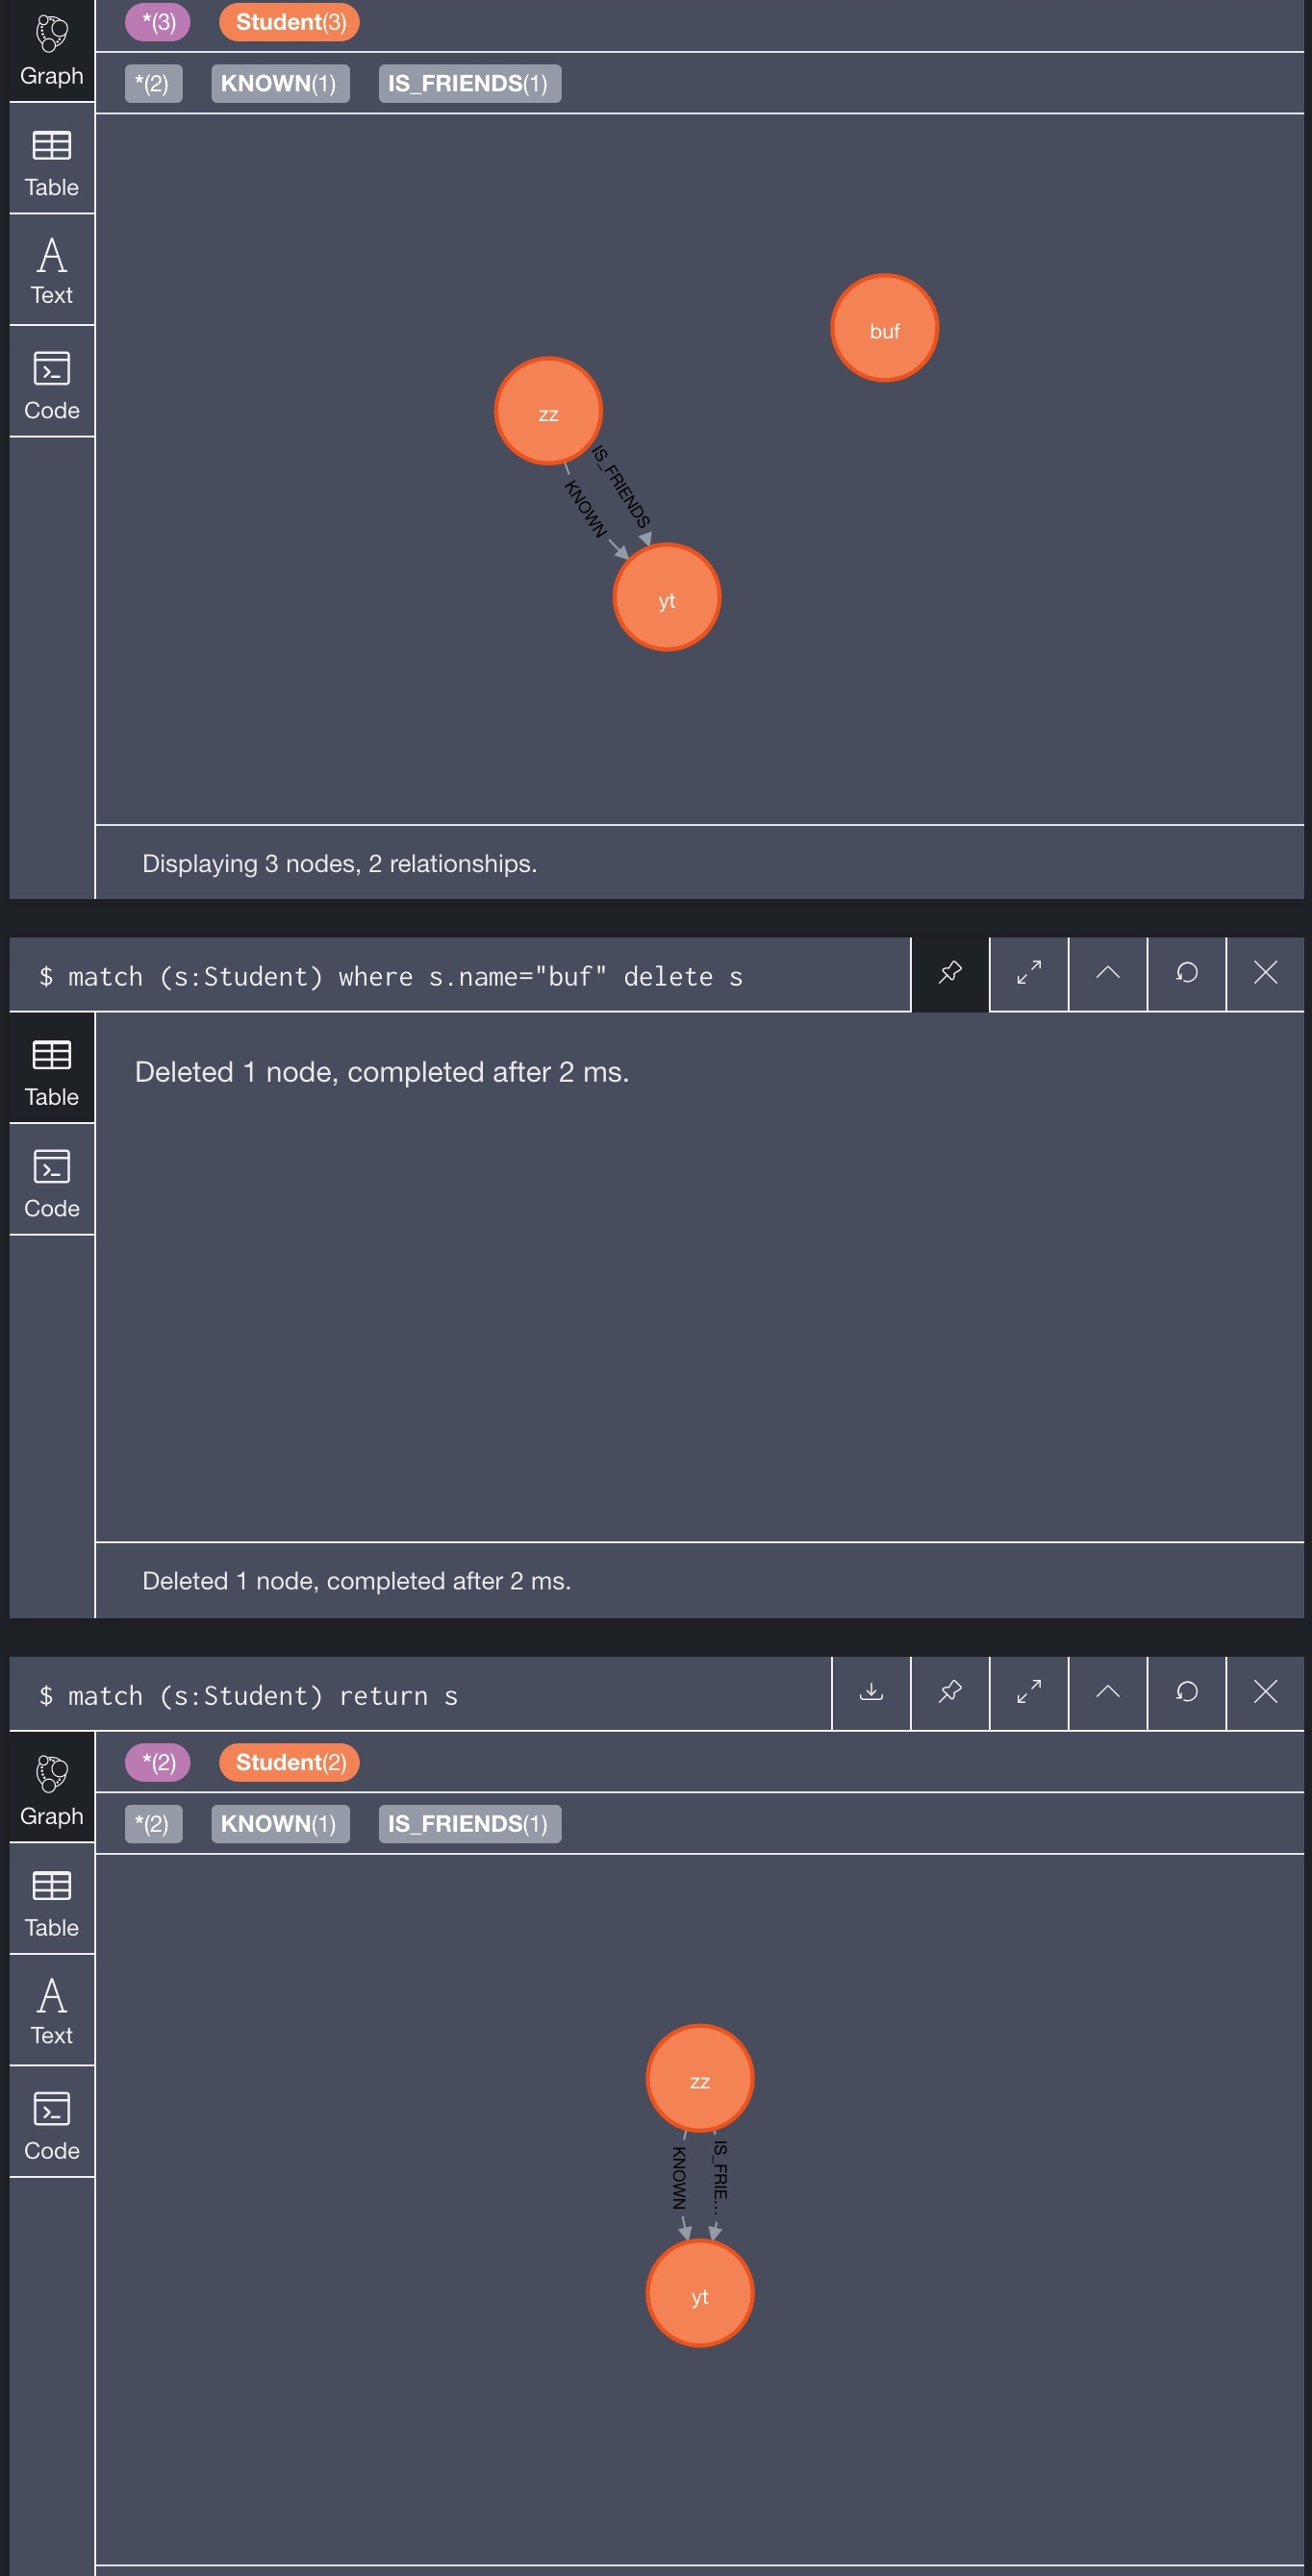 *(3) Student(3)
Graph
*(2) KNOWN(1) IS_FRIENDS(1)
Table
Text
Code
buf
zz
IS_FRIENDS
KNOWN
yt
Displaying 3 nodes, 2 relationships.
$ match (s:Student) where s.name="buf" delete s
Table
Deleted 1 node, completed after 2 ms.
Code
Deleted 1 node, completed after 2 ms.
$ match (s:Student) return s
*(2) Student(2)
Graph
*(2) KNOWN(1) IS_FRIENDS(1)
Table
Text
Code
zz
KNOWN
IS_FRIE…
yt